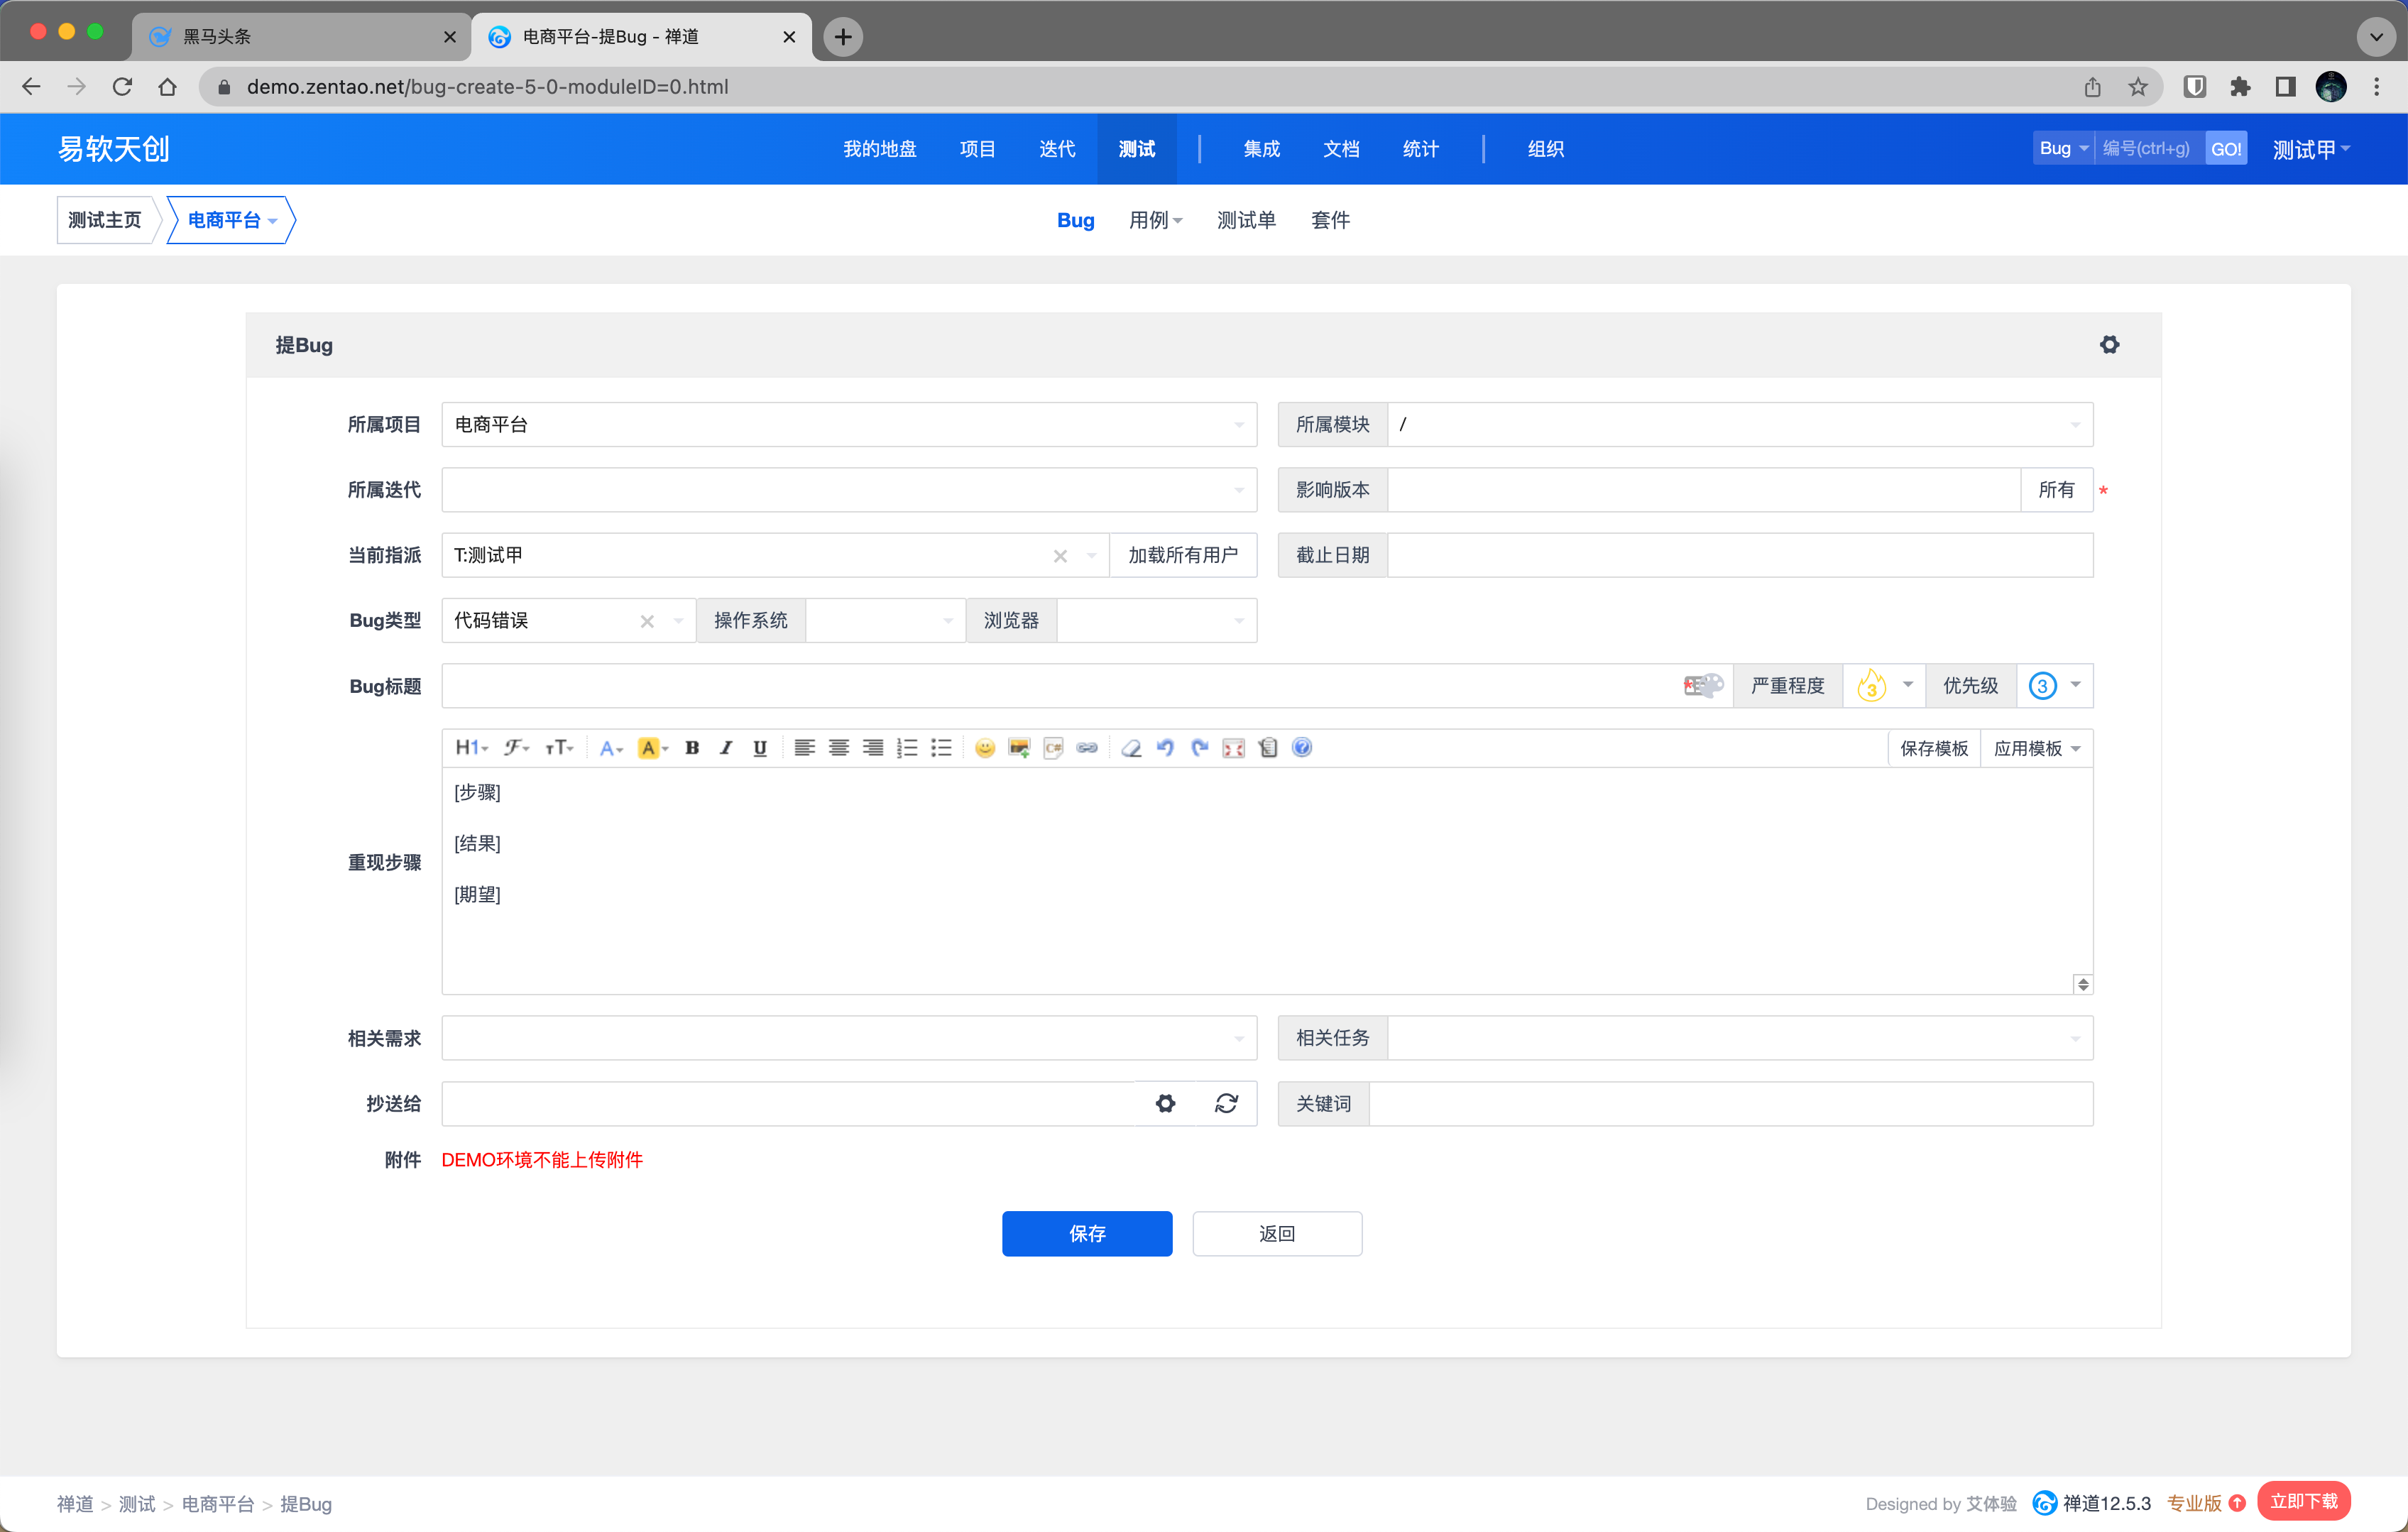 黑马头条
电商平台-提Bug - 禅道
demo.zentao.net/bug-create-5-0-moduleID=0.html
易软天创
我的地盘 项目 迭代 测试 集成 文档 统计 组织
Bug 编号(ctrl+g) GO! 测试甲
测试主页 电商平台
Bug 用例 测试单 套件
提Bug
所属项目 电商平台 所属模块 /
所属迭代 影响版本 所有 *
当前指派 T:测试甲 加载所有用户 截止日期
Bug类型 代码错误 操作系统 浏览器
Bug标题 * 严重程度 3 优先级 3
H1 F TT A A B I U C# 保存模板 应用模板
[步骤]
[结果]
重现步骤
[期望]
相关需求 相关任务
抄送给 关键词
附件 DEMO环境不能上传附件
保存 返回
禅道 > 测试 > 电商平台 > 提Bug
Designed by 艾体验 禅道12.5.3 专业版 立即下载